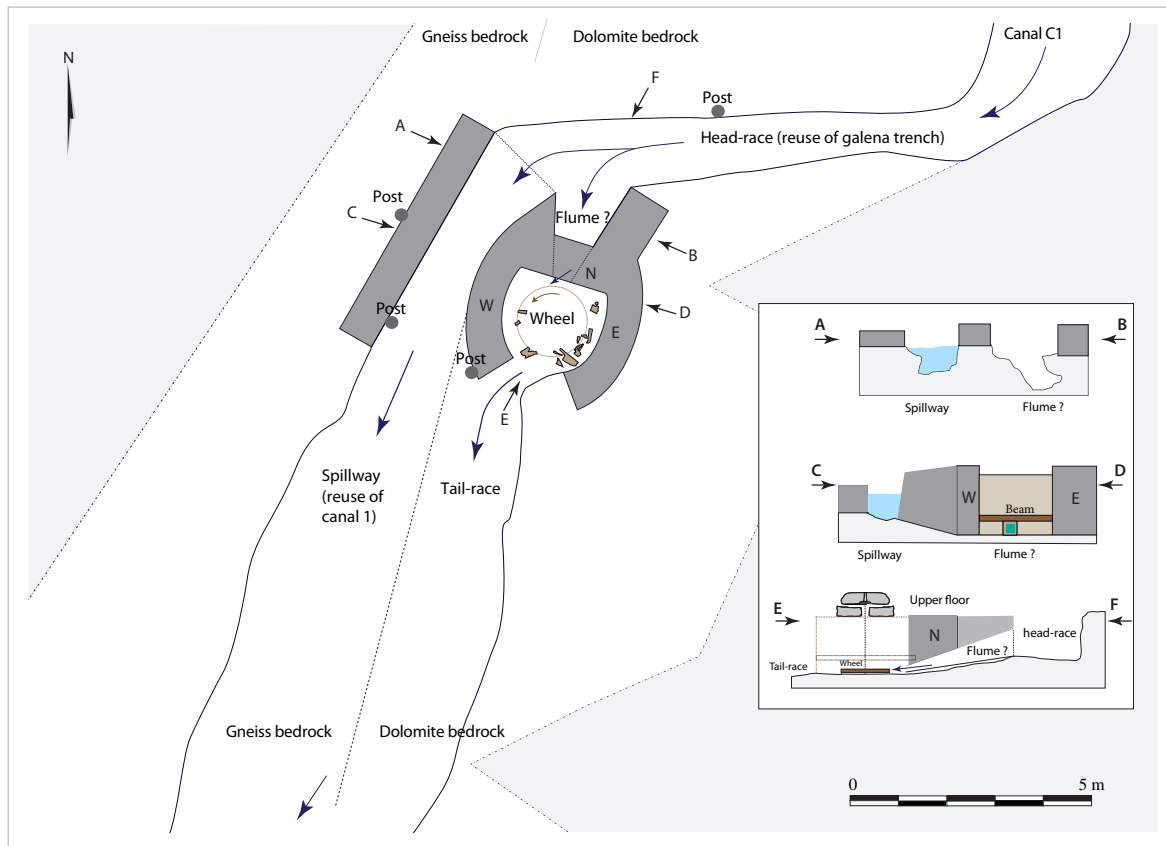 Gneiss bedrock
Dolomite bedrock
Canal C1
N
F
Post
A
Head-race (reuse of galena trench)
Post
C
Flume ?
B
N
W
E
D
Post
Wheel
Post
E
Spillway
(reuse of
canal 1)
Tail-race
Gneiss bedrock
Dolomite bedrock
A
B
Spillway
Flume ?
C
D
W
E
Beam
Spillway
Flume ?
E
F
Upper floor
N
head-race
Flume ?
Tail-race
Wheel
0
5 m